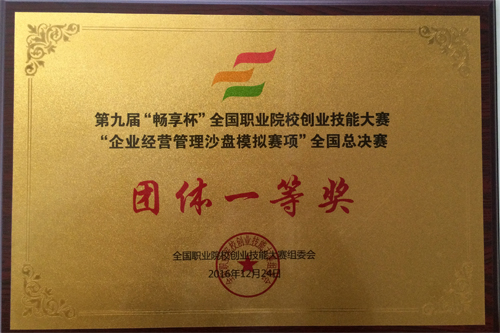 第九届“畅享杯”全国职业院校创业技能大赛
“企业经营管理沙盘模拟赛项”全国总决赛
团体一等奖
全国职业院校创业技能大赛组委会
2016年12月24日